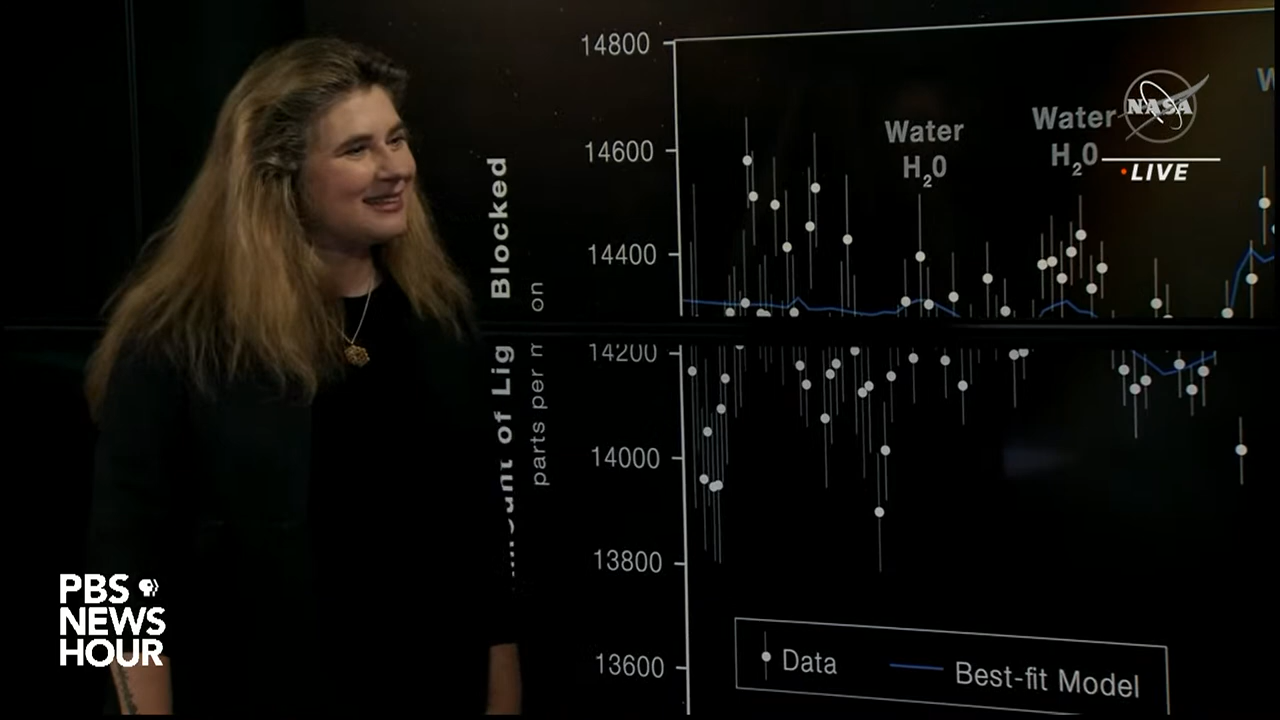 14800
14600
14400
14200
14000
13800
13600
Blocked
on
Water
H2O
Water
H2O
W
NASA
LIVE
Data
Best-fit Model
parts per
of
PBS
NEWS
HOUR